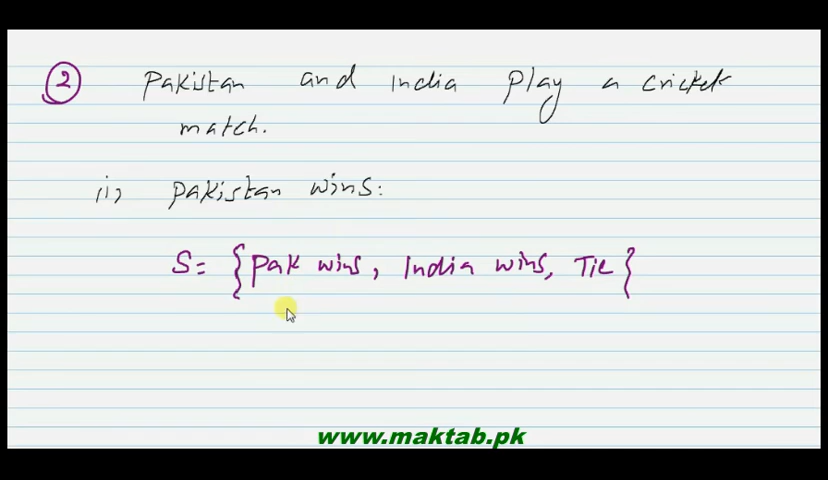 2 Pakistan and India Play a cricket
match.
(i) Pakistan wins:
S= {Pak wins, India wins, Tie}
www.maktab.pk